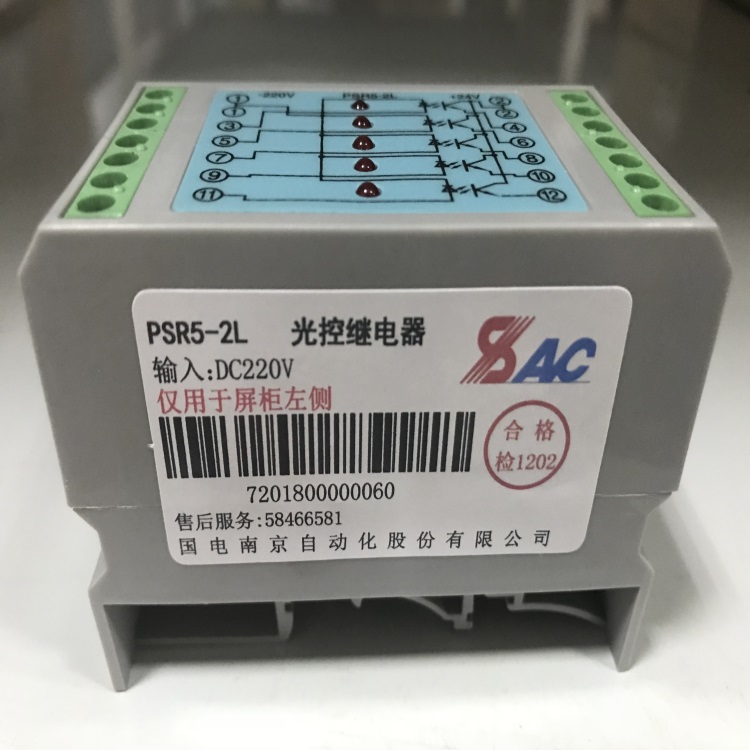 -220V PSR5-2L +24V
① ②
③ ④
⑤ ⑥
⑦ ⑧
⑨ ⑩
⑪ ⑫
PSR5-2L 光控继电器
SAC
输入:DC220V
仅用于屏柜左侧
合格
检1202
7201800000060
售后服务:58466581
国电南京自动化股份有限公司